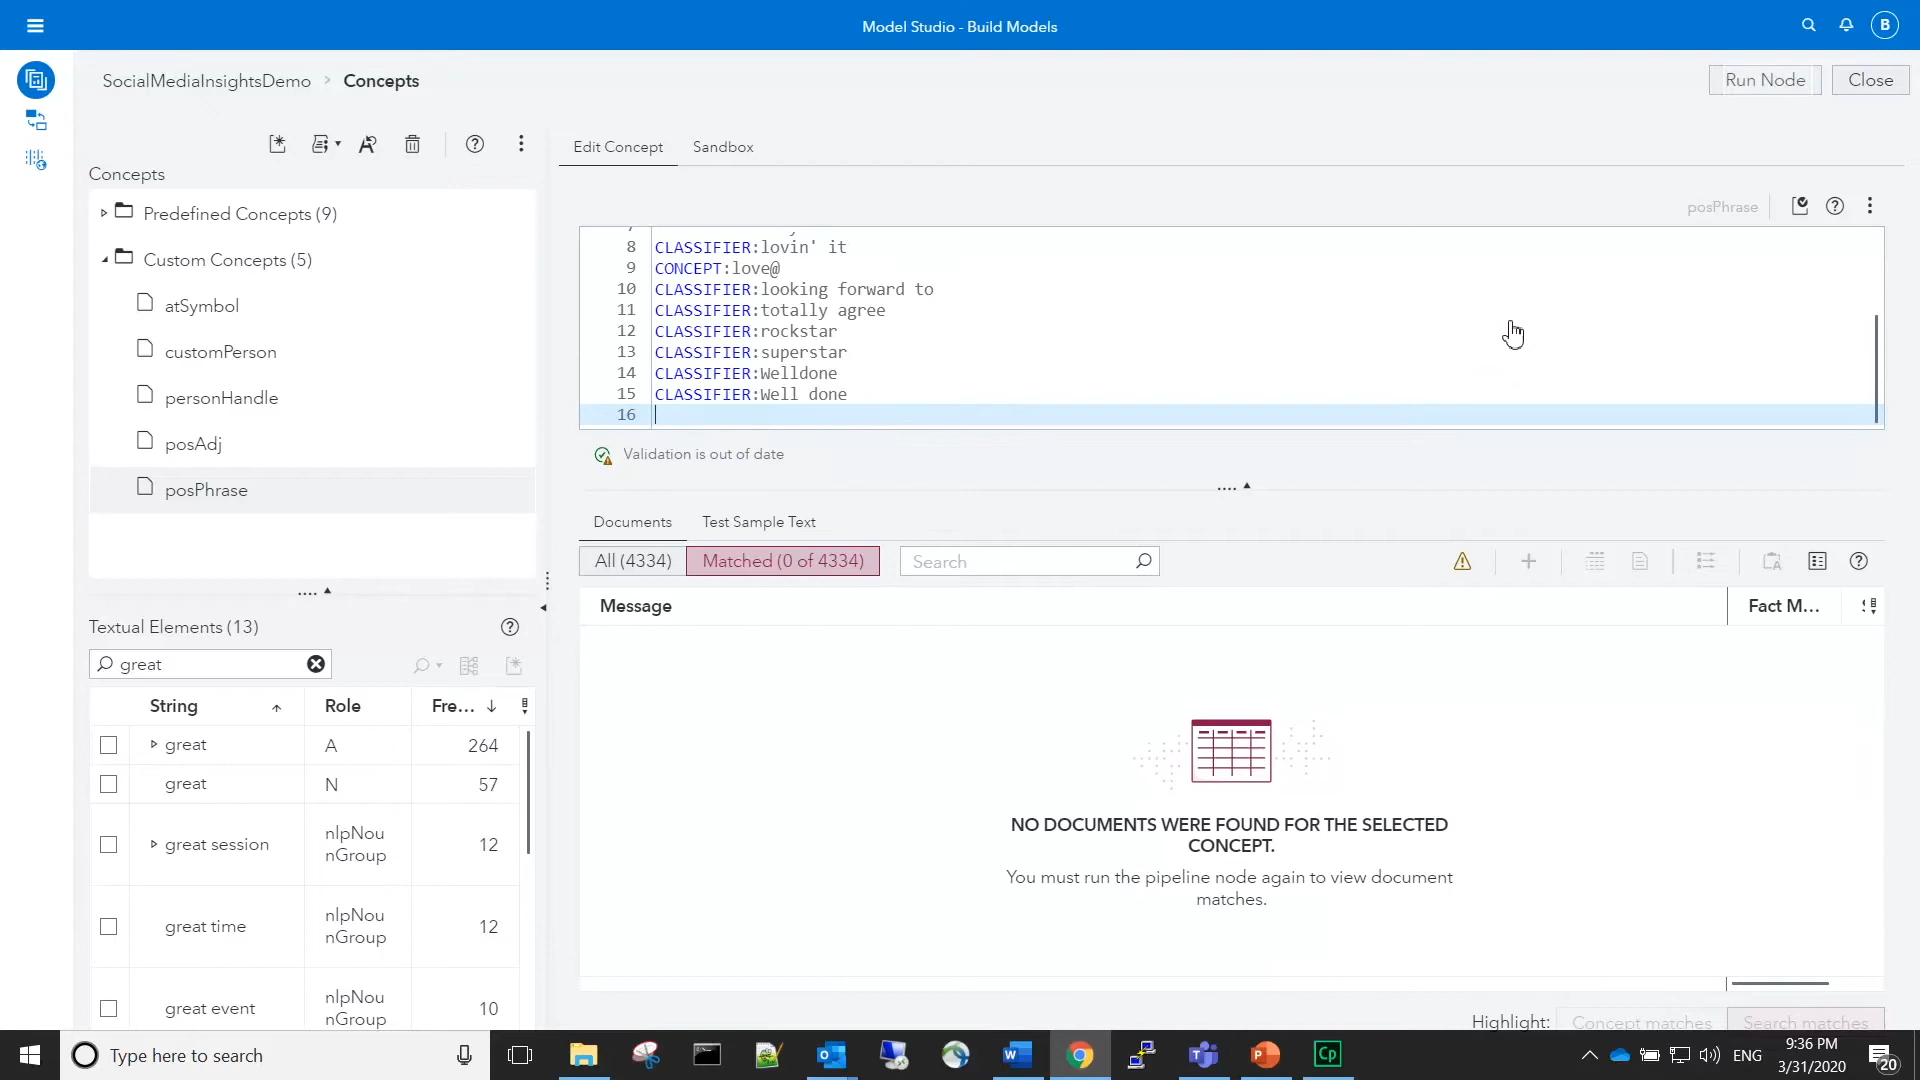 Model Studio - Build Models
B
SocialMediaInsightsDemo > Concepts
Run Node
Close
Concepts
Predefined Concepts (9)
Custom Concepts (5)
atSymbol
customPerson
personHandle
posAdj
posPhrase
Edit Concept
Sandbox
posPhrase
8 CLASSIFIER:lovin' it
9 CONCEPT:love@
10 CLASSIFIER:looking forward to
11 CLASSIFIER:totally agree
12 CLASSIFIER:rockstar
13 CLASSIFIER:superstar
14 CLASSIFIER:Welldone
15 CLASSIFIER:Well done
16
Validation is out of date
Documents
Test Sample Text
All (4334)
Matched (0 of 4334)
Search
Message
Fact M...
NO DOCUMENTS WERE FOUND FOR THE SELECTED
CONCEPT.
You must run the pipeline node again to view document
matches.
Highlight:
Concept matches
Search matches
Textual Elements (13)
great
String
Role
Fre...
great A 264
great N 57
great session nlpNou
nGroup 12
great time nlpNou
nGroup 12
great event nlpNou
nGroup 10
Type here to search
ENG
9:36 PM
3/31/2020
20